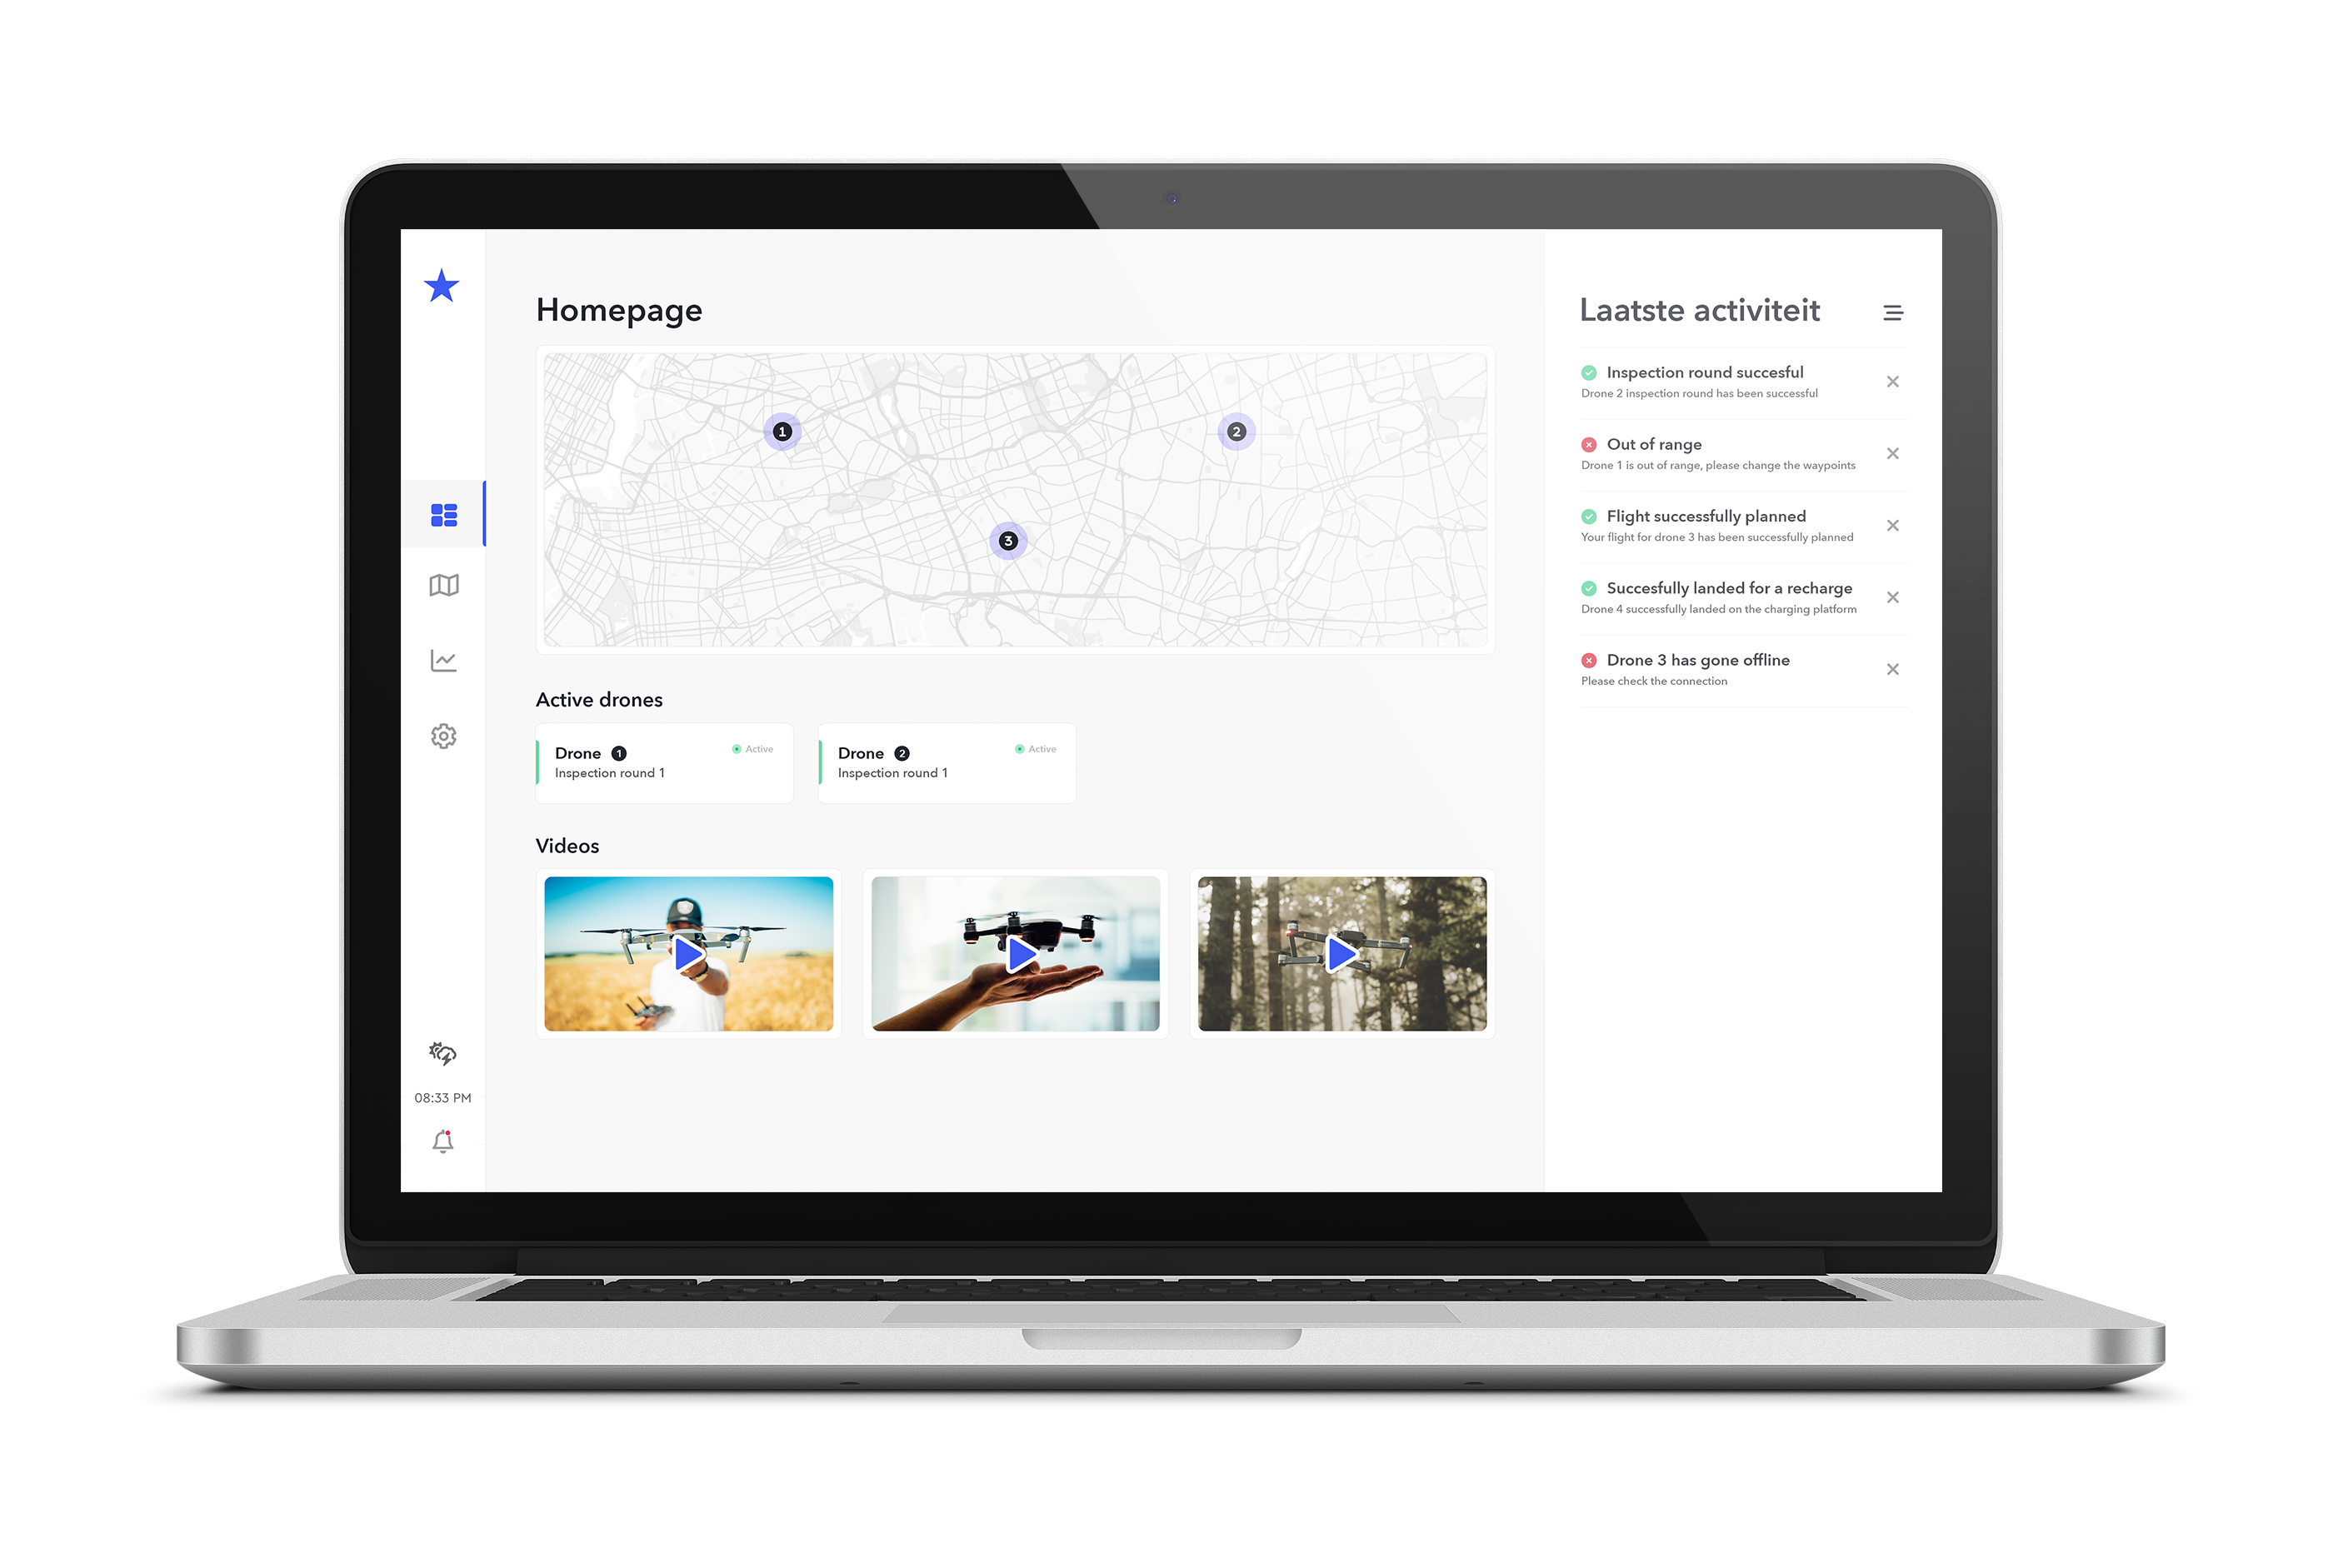 Homepage
1
2
3
Active drones
Drone 1
Active
Inspection round 1
Drone 2
Active
Inspection round 1
Videos
08:33 PM
Laatste activiteit
Inspection round succesful
Drone 2 inspection round has been successful
Out of range
Drone 1 is out of range, please change the waypoints
Flight successfully planned
Your flight for drone 3 has been successfully planned
Succesfully landed for a recharge
Drone 4 successfully landed on the charging platform
Drone 3 has gone offline
Please check the connection